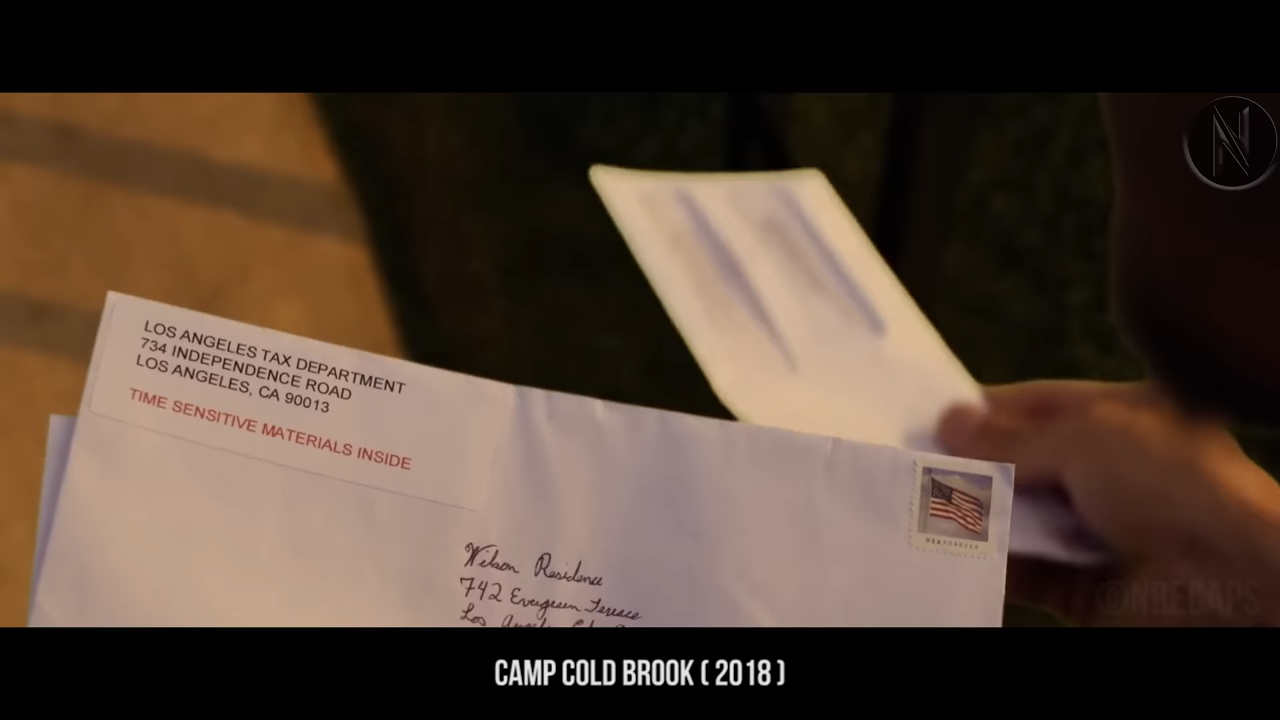 LOS ANGELES TAX DEPARTMENT
734 INDEPENDENCE ROAD
LOS ANGELES, CA 90013
TIME SENSITIVE MATERIALS INSIDE
Wilson Residence
742 Evergreen Terrace
Los
@NRECAPS
CAMP COLD BROOK ( 2018 )